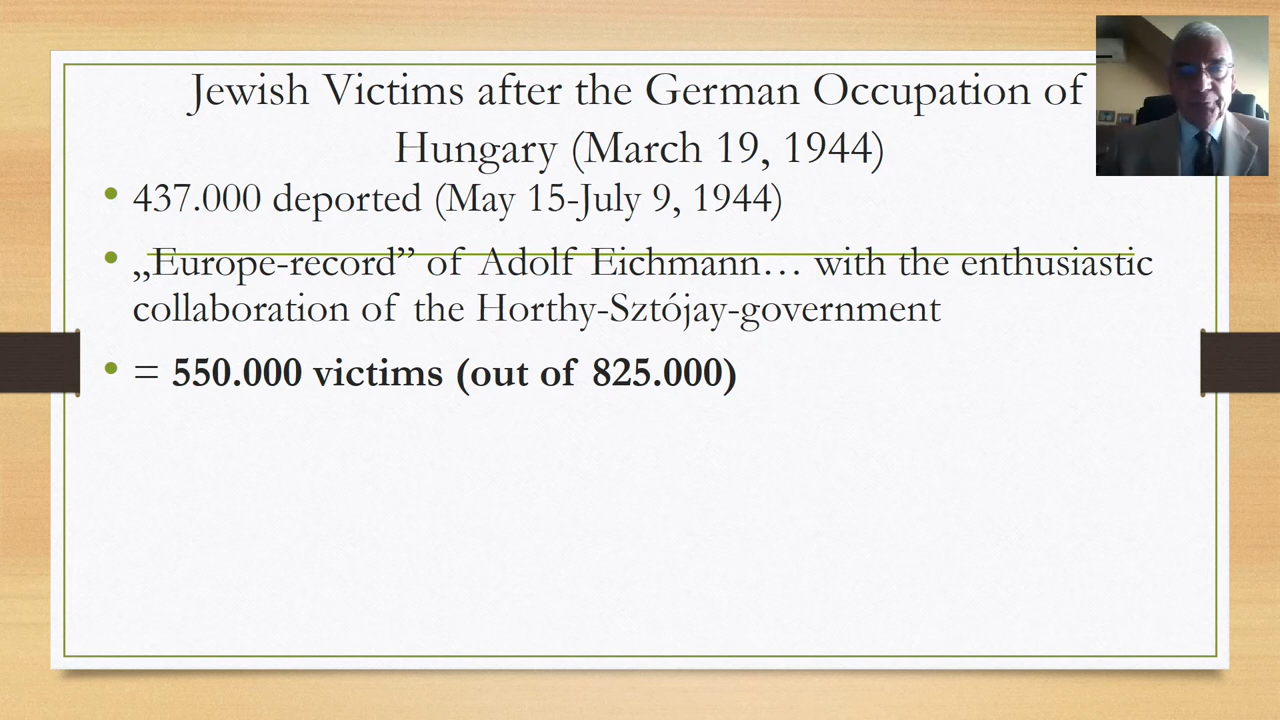 Jewish Victims after the German Occupation of
Hungary (March 19, 1944)
• 437.000 deported (May 15-July 9, 1944)
• „Europe-record” of Adolf Eichmann… with the enthusiastic
collaboration of the Horthy-Sztójay-government
• = 550.000 victims (out of 825.000)